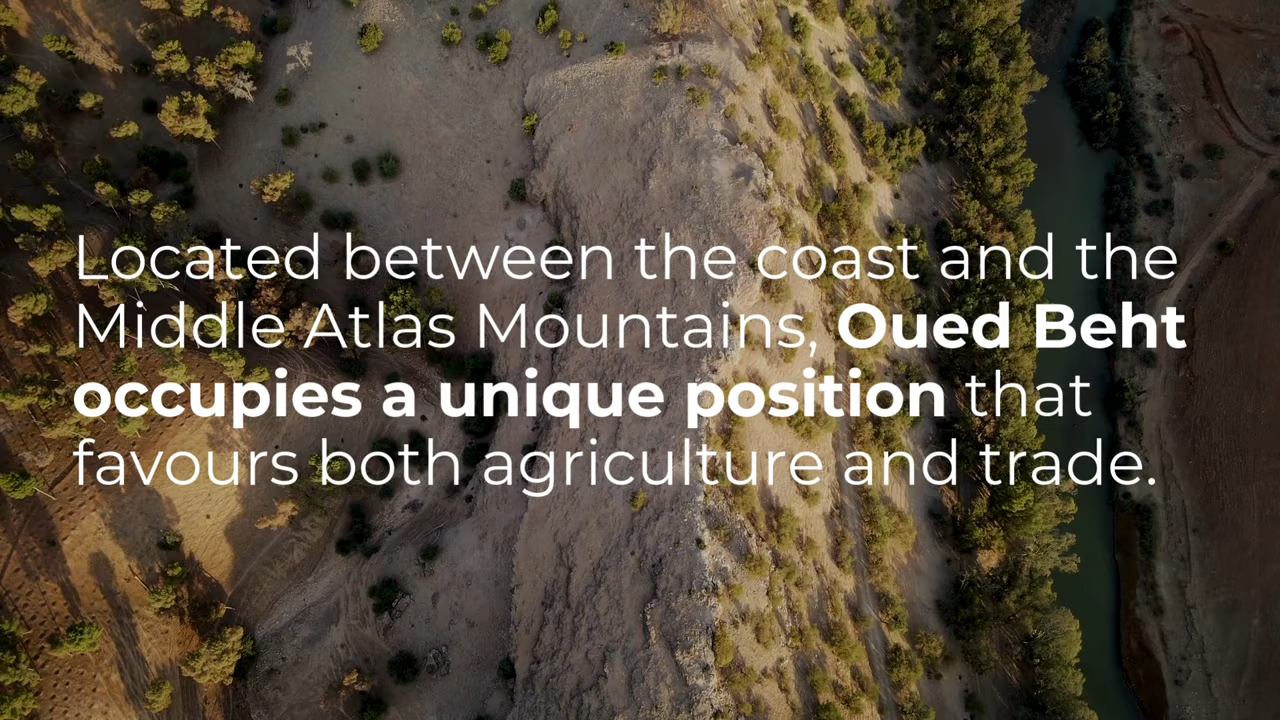 Located between the coast and the
Middle Atlas Mountains, Oued Beht
occupies a unique position that
favours both agriculture and trade.